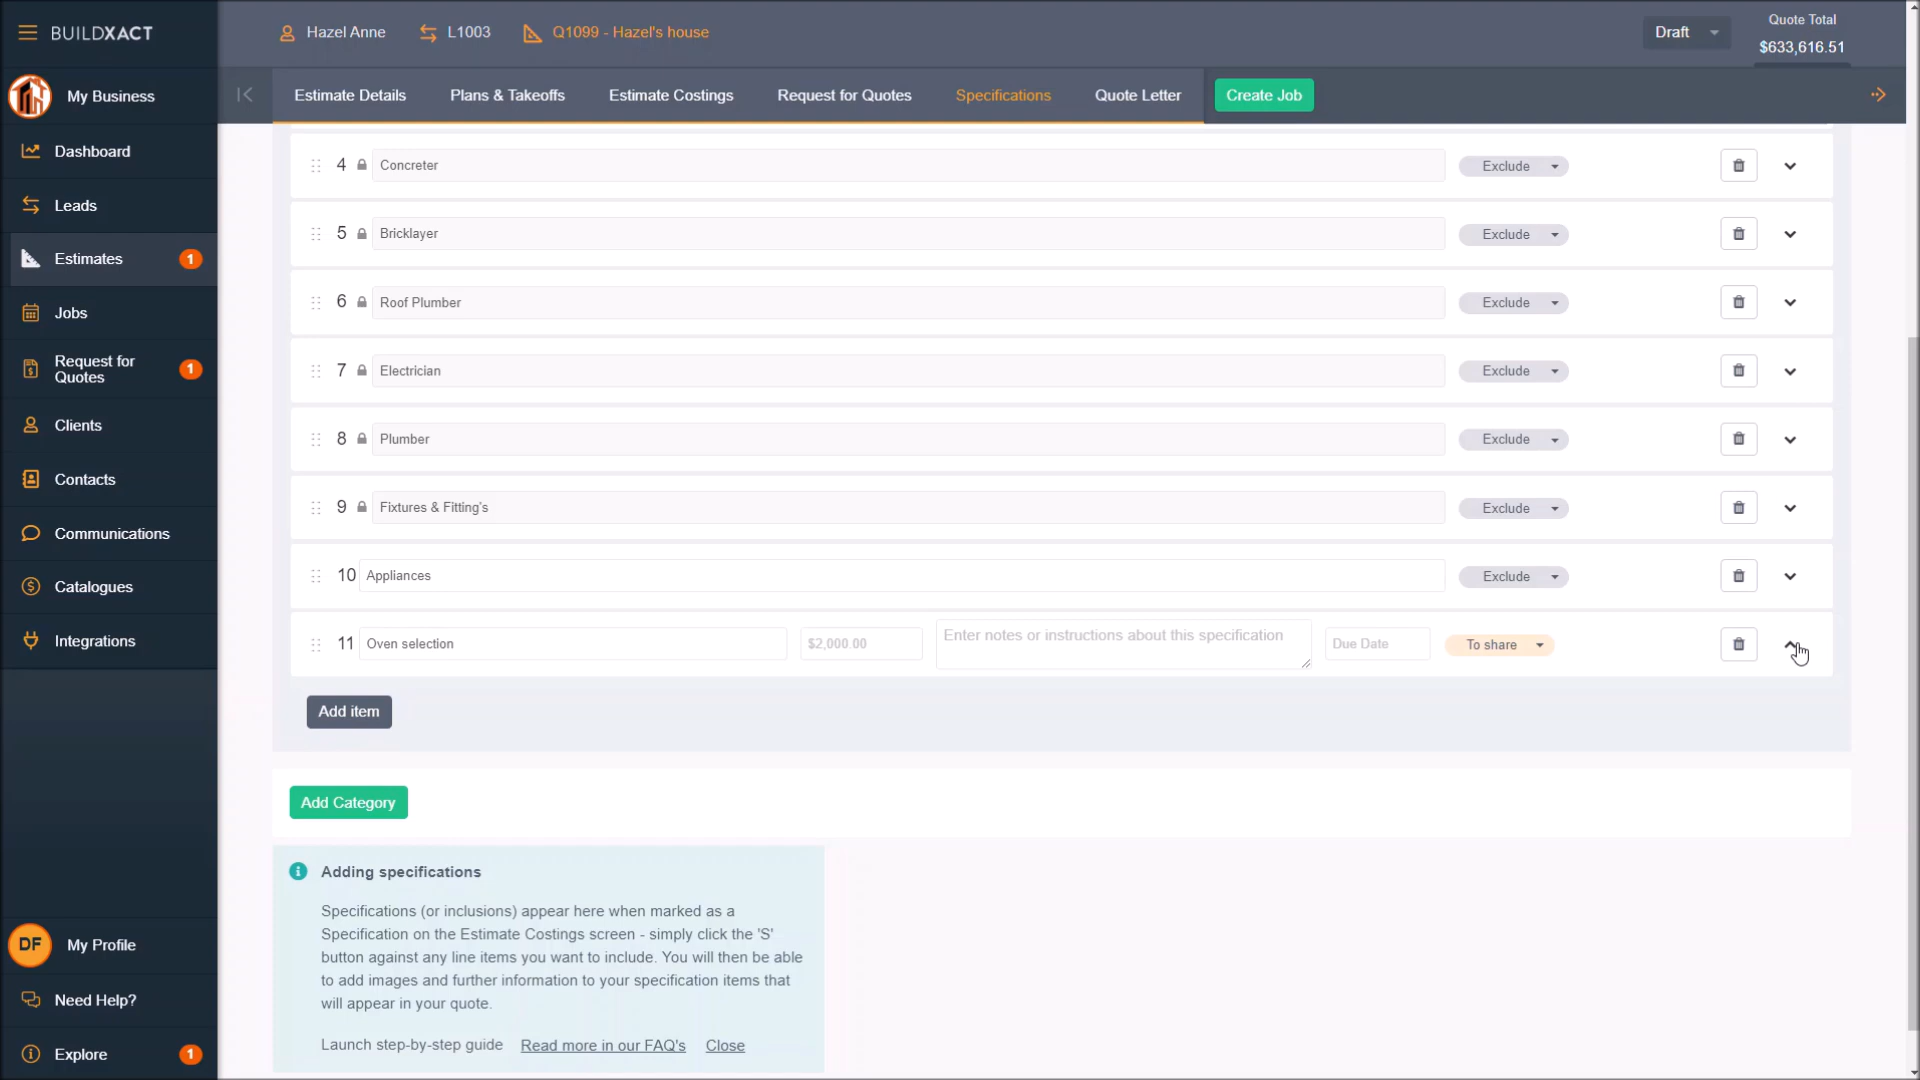 BUILDXACT
Hazel Anne
L1003
Q1099 - Hazel's house
Draft
Quote Total
$633,616.51
My Business
Estimate Details
Plans & Takeoffs
Estimate Costings
Request for Quotes
Specifications
Quote Letter
Create Job
Dashboard
Leads
Estimates 1
Jobs
Request for
Quotes
1
Clients
Contacts
Communications
Catalogues
Integrations
4 Concreter Exclude
5 Bricklayer Exclude
6 Roof Plumber Exclude
7 Electrician Exclude
8 Plumber Exclude
9 Fixtures & Fitting's Exclude
10 Appliances Exclude
11 Oven selection $2,000.00 Enter notes or instructions about this specification Due Date To share
Add item
Add Category
Adding specifications
Specifications (or inclusions) appear here when marked as a
Specification on the Estimate Costings screen - simply click the 'S'
button against any line items you want to include. You will then be able
to add images and further information to your specification items that
will appear in your quote.
Launch step-by-step guide Read more in our FAQ's Close
DF My Profile
Need Help?
Explore 1